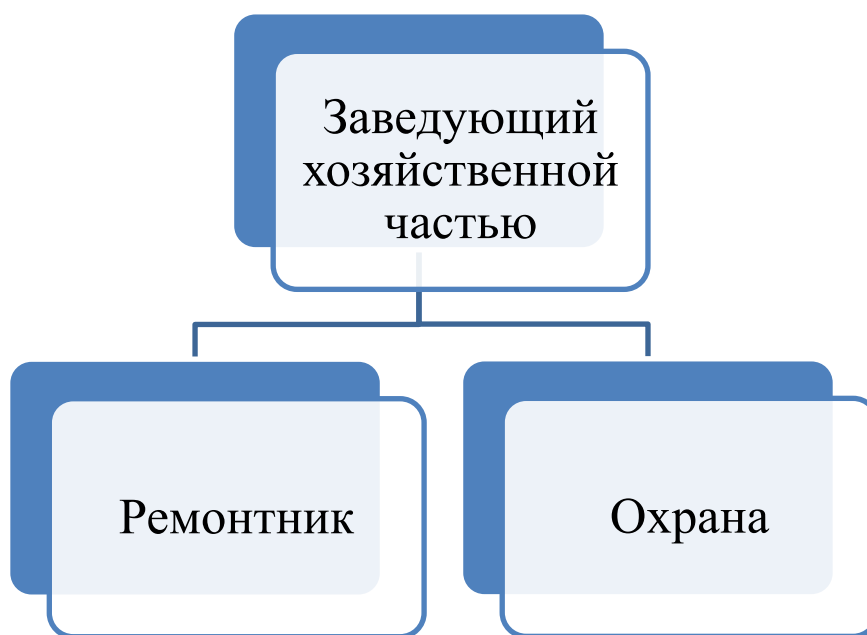 Заведующий
хозяйственной
частью
Ремонтник
Охрана